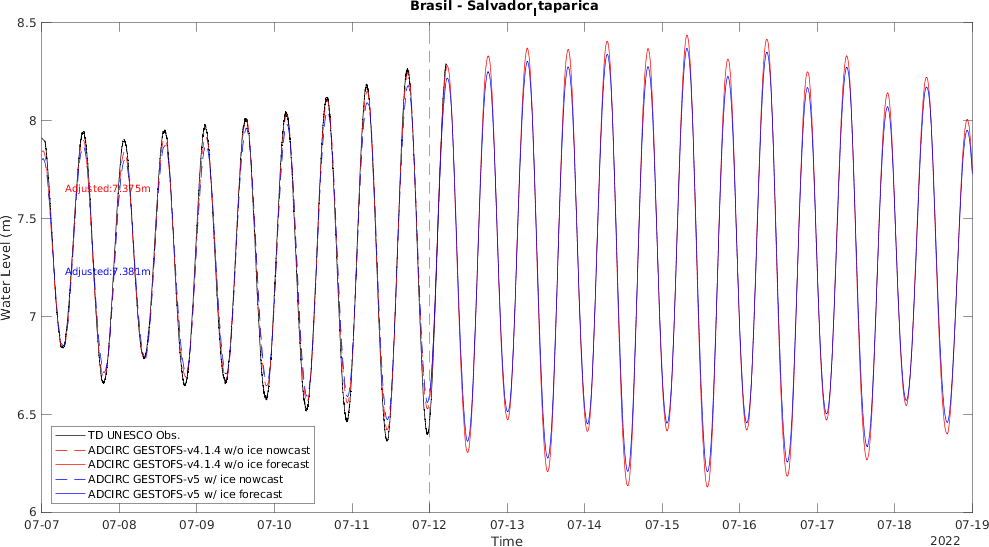 Brasil - Salvador_Itaparica
8.5
8
7.5
7
6.5
6
Water Level (m)
Adjusted:7.375m
Adjusted:7.381m
TD UNESCO Obs.
ADCIRC GESTOFS-v4.1.4 w/o ice nowcast
ADCIRC GESTOFS-v4.1.4 w/o ice forecast
ADCIRC GESTOFS-v5 w/ ice nowcast
ADCIRC GESTOFS-v5 w/ ice forecast
07-07 07-08 07-09 07-10 07-11 07-12 07-13 07-14 07-15 07-16 07-17 07-18 07-19
Time
2022